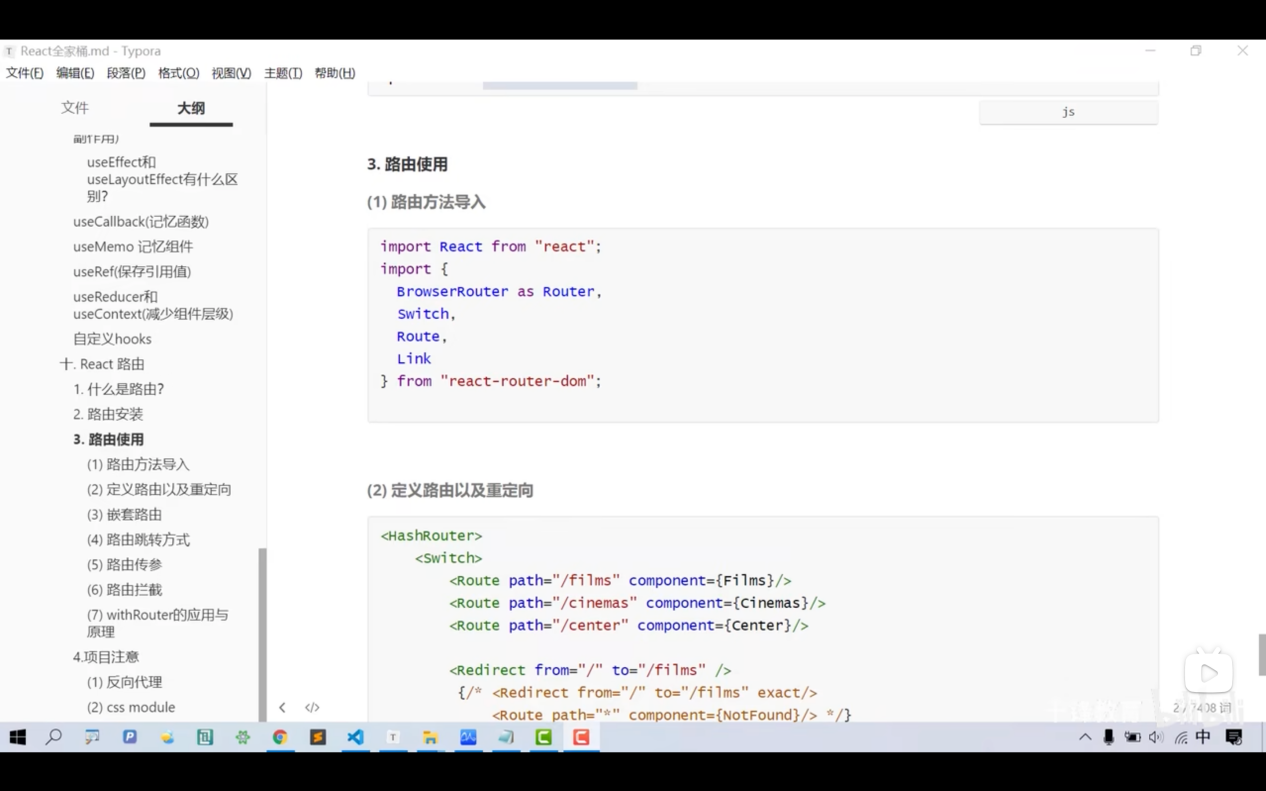 React全家桶.md - Typora
文件(F) 编辑(E) 段落(P) 格式(O) 视图(V) 主题(T) 帮助(H)
文件 大纲
副作用)
useEffect和
useLayoutEffect有什么区
别?
useCallback(记忆函数)
useMemo 记忆组件
useRef(保存引用值)
useReducer和
useContext(减少组件层级)
自定义hooks
十. React 路由
1. 什么是路由?
2. 路由安装
3. 路由使用
(1) 路由方法导入
(2) 定义路由以及重定向
(3) 嵌套路由
(4) 路由跳转方式
(5) 路由传参
(6) 路由拦截
(7) withRouter的应用与
原理
4.项目注意
(1) 反向代理
(2) css module
js
3. 路由使用
(1) 路由方法导入
import React from "react";
import {
BrowserRouter as Router,
Switch,
Route,
Link
} from "react-router-dom";
(2) 定义路由以及重定向
<HashRouter>
<Switch>
<Route path="/films" component={Films}/>
<Route path="/cinemas" component={Cinemas}/>
<Route path="/center" component={Center}/>
<Redirect from="/" to="/films" />
{/* <Redirect from="/" to="/films" exact/>
<Route path="*" component={NotFound}/> */}
2 / 7408 词
中